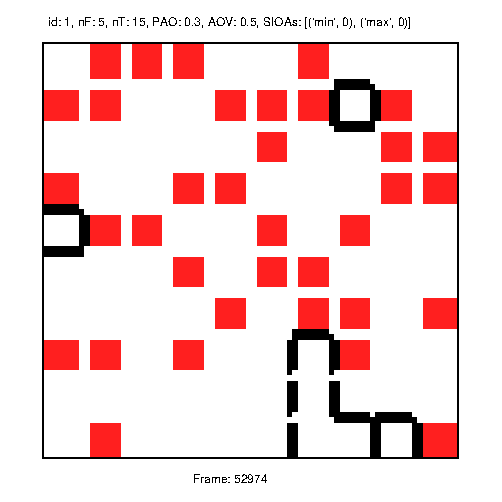 id: 1, nF: 5, nT: 15, PAO: 0.3, AOV: 0.5, SIOAs: [('min', 0), ('max', 0)]
Frame: 52974